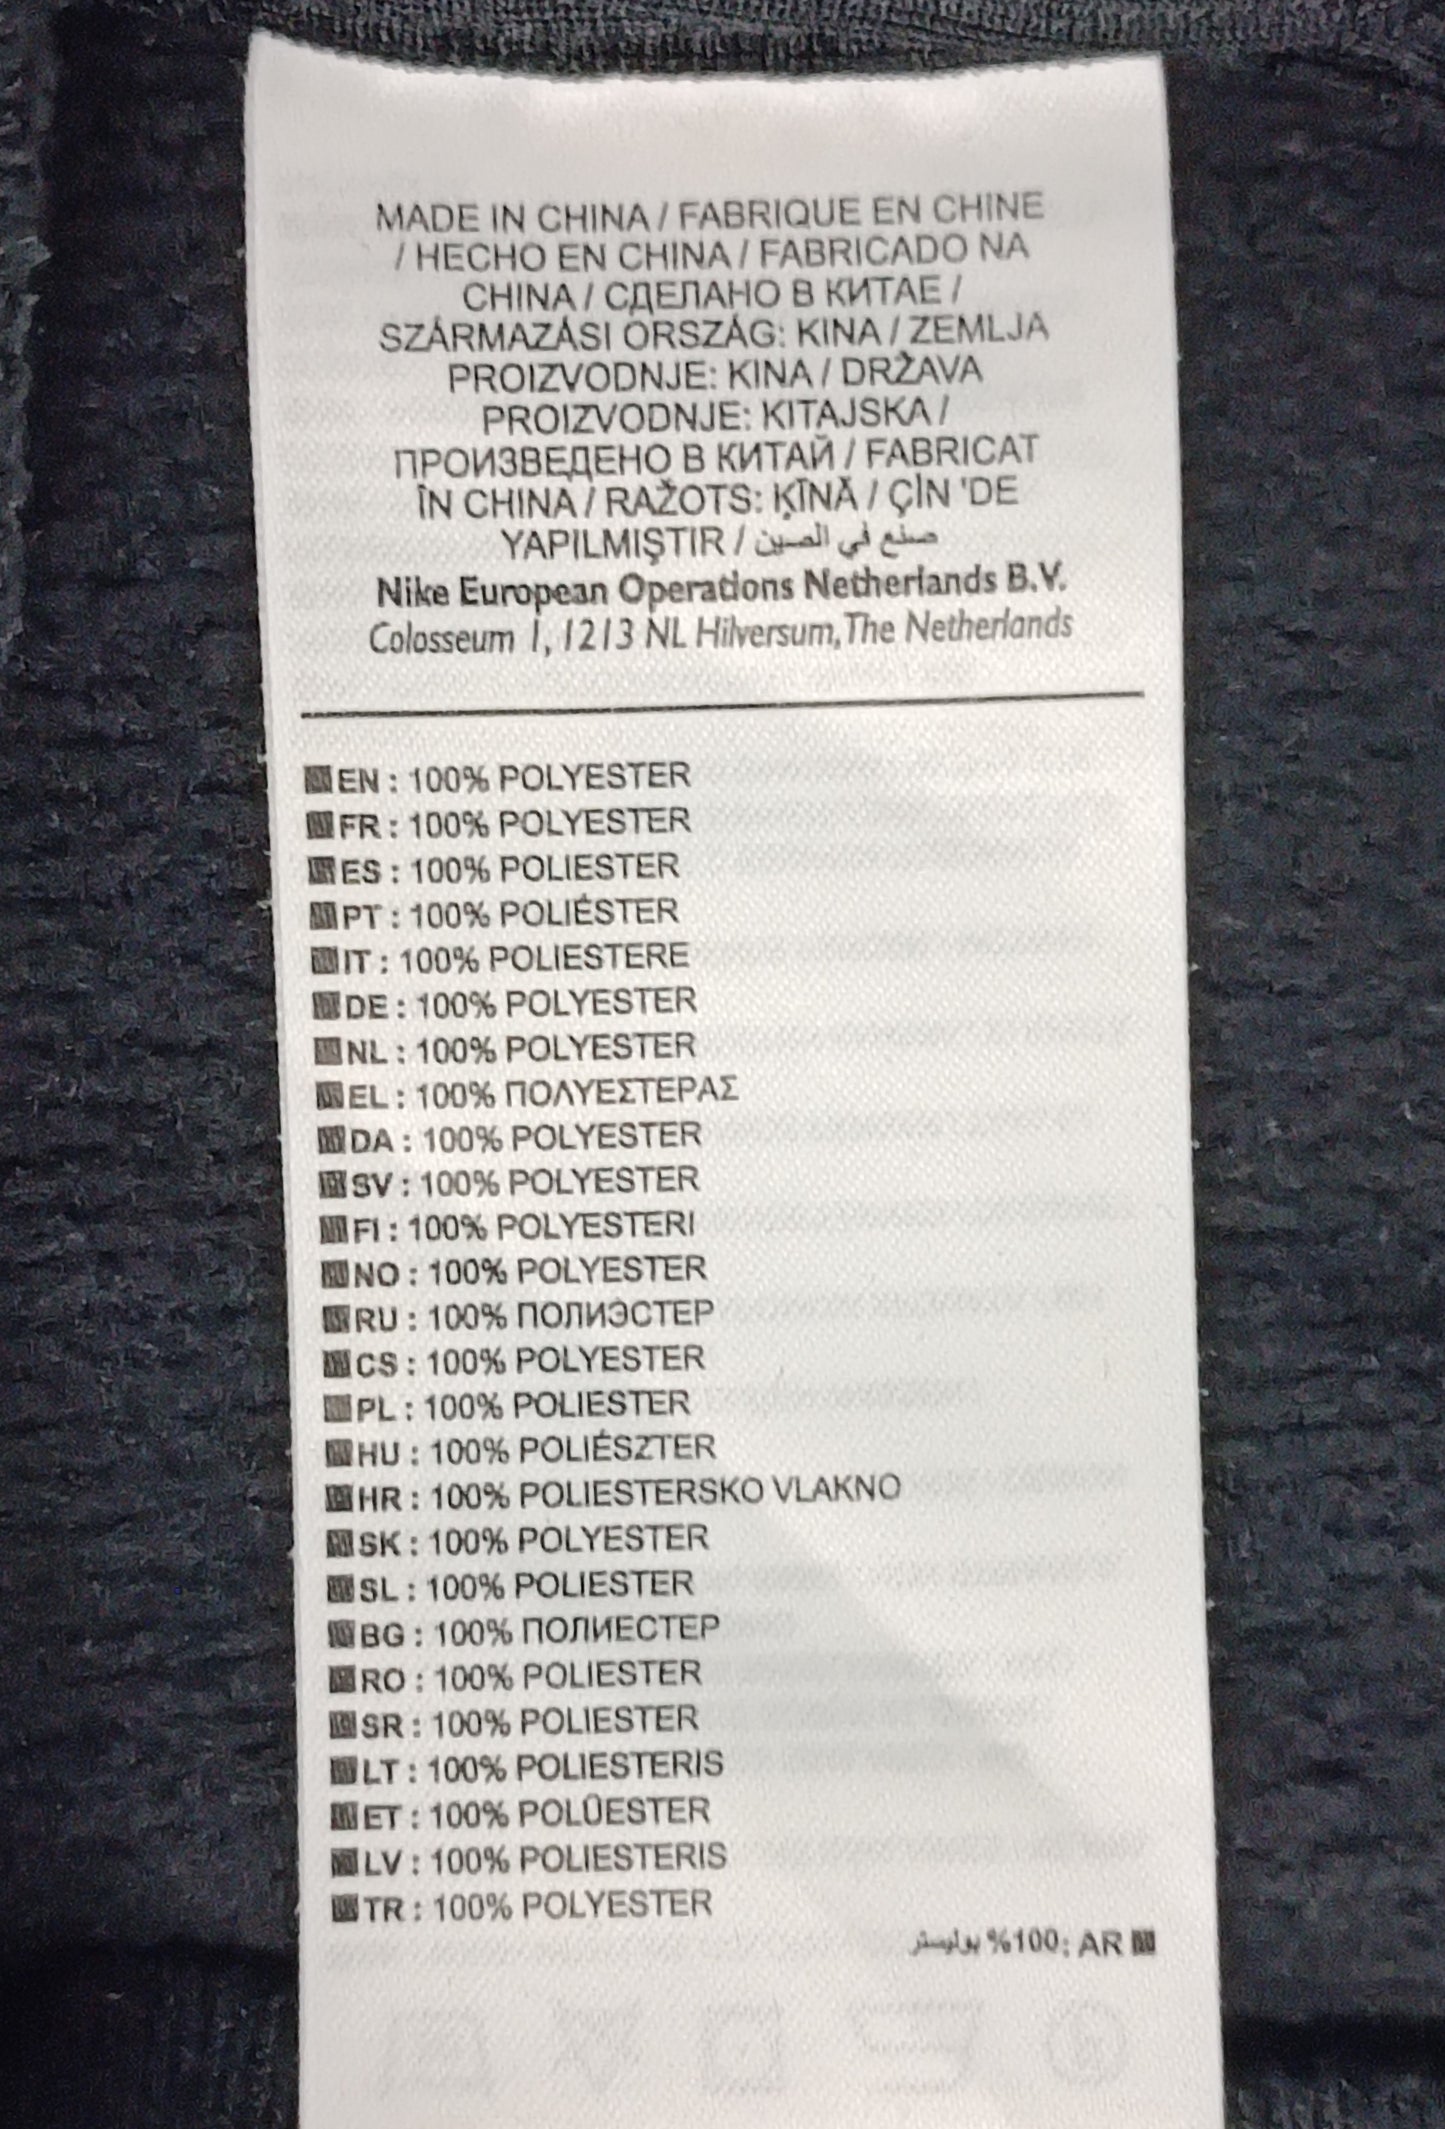 MADE IN CHINA / FABRIQUE EN CHINE
/ HECHO EN CHINA / FABRICADO NA
CHINA / СДЕЛАНО В КИТАЕ /
SZÁRMAZÁSI ORSZÁG: KINA / ZEMLJA
PROIZVODNJE: KINA / DRŽAVA
PROIZVODNJE: KITAJSKA /
ПРОИЗВЕДЕНО В КИТАЙ / FABRICAT
ÎN CHINA / RAŽOTS: ĶĪNĀ / ÇİN 'DE
YAPILMIŞTIR / صنع في الصين
Nike European Operations Netherlands B.V.
Colosseum 1, 1213 NL Hilversum, The Netherlands
EN : 100% POLYESTER
FR : 100% POLYESTER
ES : 100% POLIESTER
PT : 100% POLIÉSTER
IT : 100% POLIESTERE
DE : 100% POLYESTER
NL : 100% POLYESTER
EL : 100% ΠΟΛΥΕΣΤΕΡΑΣ
DA : 100% POLYESTER
SV : 100% POLYESTER
FI : 100% POLYESTERI
NO : 100% POLYESTER
RU : 100% ПОЛИЭСТЕР
CS : 100% POLYESTER
PL : 100% POLIESTER
HU : 100% POLIÉSZTER
HR : 100% POLIESTERSKO VLAKNO
SK : 100% POLYESTER
SL : 100% POLIESTER
BG : 100% ПОЛИЕСТЕР
RO : 100% POLIESTER
SR : 100% POLIESTER
LT : 100% POLIESTERIS
ET : 100% POLÜESTER
LV : 100% POLIESTERIS
TR : 100% POLYESTER
AR :100% بوليستر